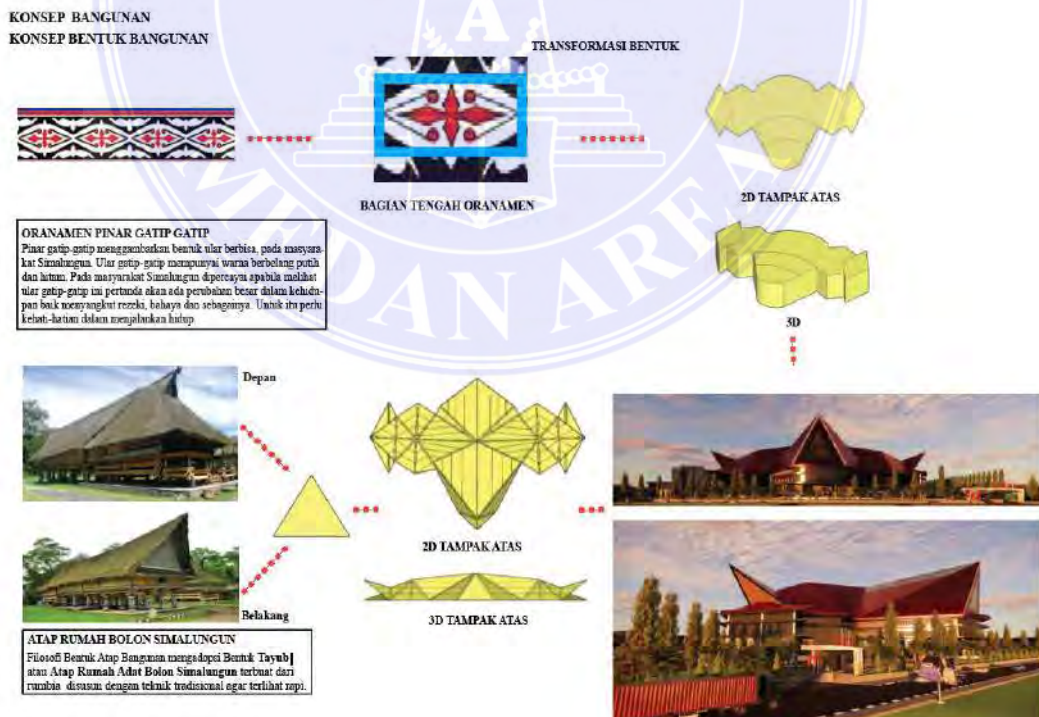 KONSEP BANGUNAN
KONSEP BENTUK BANGUNAN
TRANSFORMASI BENTUK
BAGIAN TENGAH ORANAMEN
2D TAMPAK ATAS
ORANAMEN PINAR GATIP GATIP
Pinar gatip-gatip menggambarkan bentuk ular berbisa, pada masyara-
kat Simalungun. Ular gatip-gatip mempunyai warna berbelang putih
dan hitam. Pada masyarakat Simalungun dipercayai apabila melihat
ular gatip-gatip ini pertanda akan ada perubahan besar dalam kehidu-
pan baik menyangkut rezeki, bahaya dan sebagainya. Untuk itu perlu
kehati-hatian dalam menjalankan hidup.
3D
Depan
2D TAMPAK ATAS
Belakang
3D TAMPAK ATAS
ATAP RUMAH BOLON SIMALUNGUN
Filosofi Bentuk Atap Bangunan mengadopsi Bentuk Tayub
atau Atap Rumah Adat Bolon Simalungun terbuat dari
rumbia disusun dengan teknik tradisional agar terlihat rapi.
A
MEDAN AREA